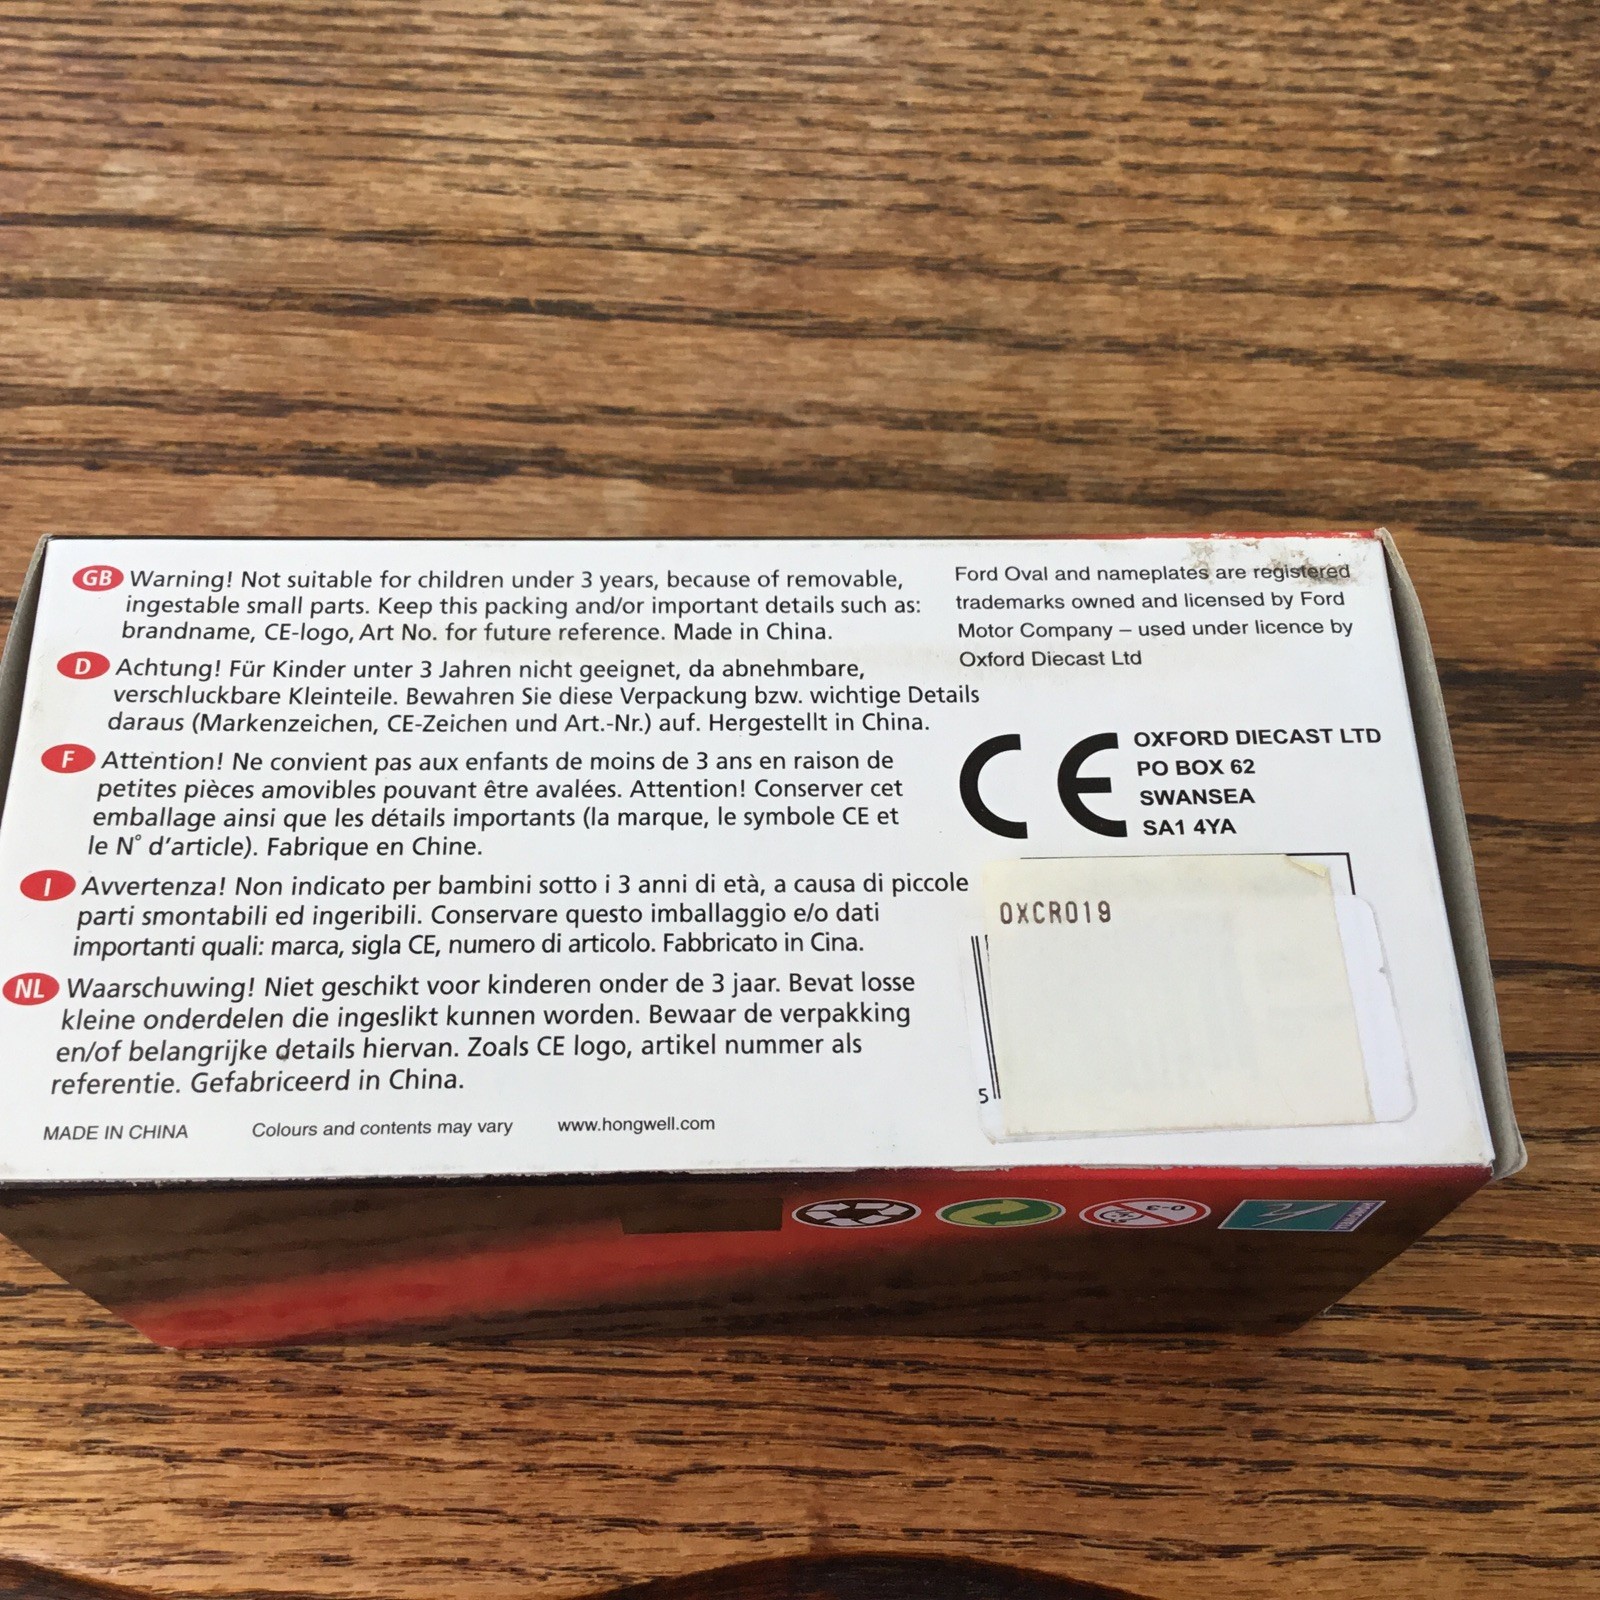 GB Warning! Not suitable for children under 3 years, because of removable,
ingestable small parts. Keep this packing and/or important details such as:
brandname, CE-logo, Art No. for future reference. Made in China.
D Achtung! Für Kinder unter 3 Jahren nicht geeignet, da abnehmbare,
verschluckbare Kleinteile. Bewahren Sie diese Verpackung bzw. wichtige Details
daraus (Markenzeichen, CE-Zeichen und Art.-Nr.) auf. Hergestellt in China.
F Attention! Ne convient pas aux enfants de moins de 3 ans en raison de
petites pièces amovibles pouvant être avalées. Attention! Conserver cet
emballage ainsi que les détails importants (la marque, le symbole CE et
le N° d'article). Fabrique en Chine.
I Avvertenza! Non indicato per bambini sotto i 3 anni di età, a causa di piccole
parti smontabili ed ingeribili. Conservare questo imballaggio e/o dati
importanti quali: marca, sigla CE, numero di articolo. Fabbricato in Cina.
NL Waarschuwing! Niet geschikt voor kinderen onder de 3 jaar. Bevat losse
kleine onderdelen die ingeslikt kunnen worden. Bewaar de verpakking
en/of belangrijke details hiervan. Zoals CE logo, artikel nummer als
referentie. Gefabriceerd in China.
MADE IN CHINA Colours and contents may vary www.hongwell.com
Ford Oval and nameplates are registered
trademarks owned and licensed by Ford
Motor Company – used under licence by
Oxford Diecast Ltd
CE
OXFORD DIECAST LTD
PO BOX 62
SWANSEA
SA1 4YA
OXCR019
5
0-3